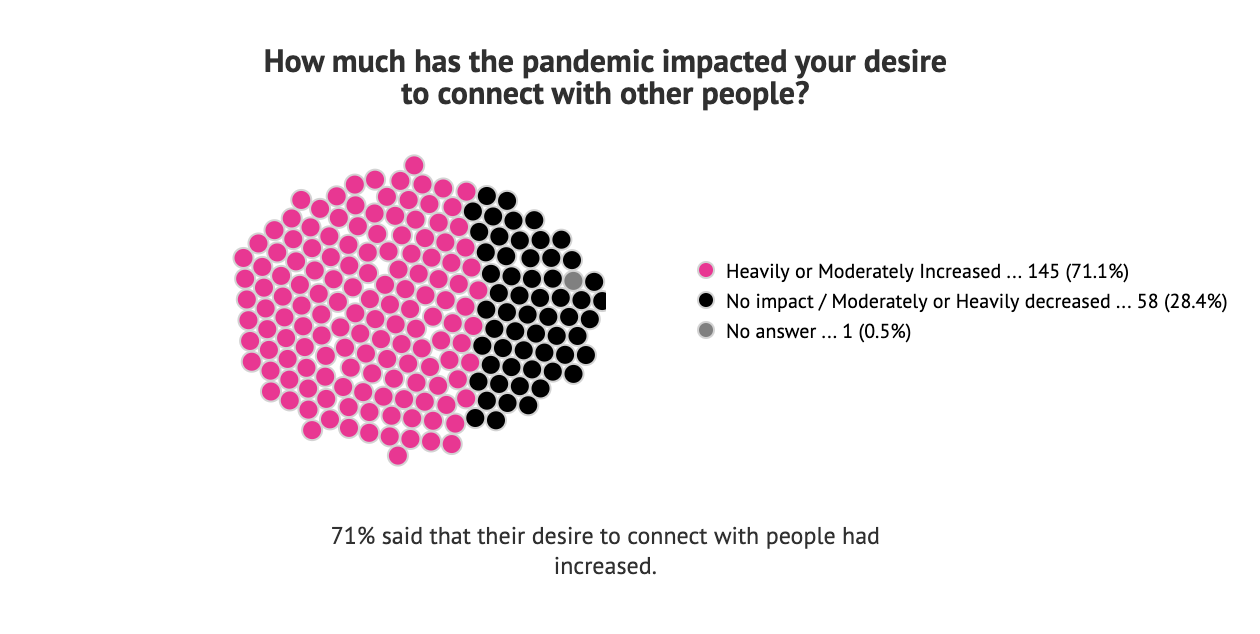 How much has the pandemic impacted your desire
to connect with other people?
Heavily or Moderately Increased ... 145 (71.1%)
No impact / Moderately or Heavily decreased ... 58 (28.4%)
No answer ... 1 (0.5%)
71% said that their desire to connect with people had
increased.